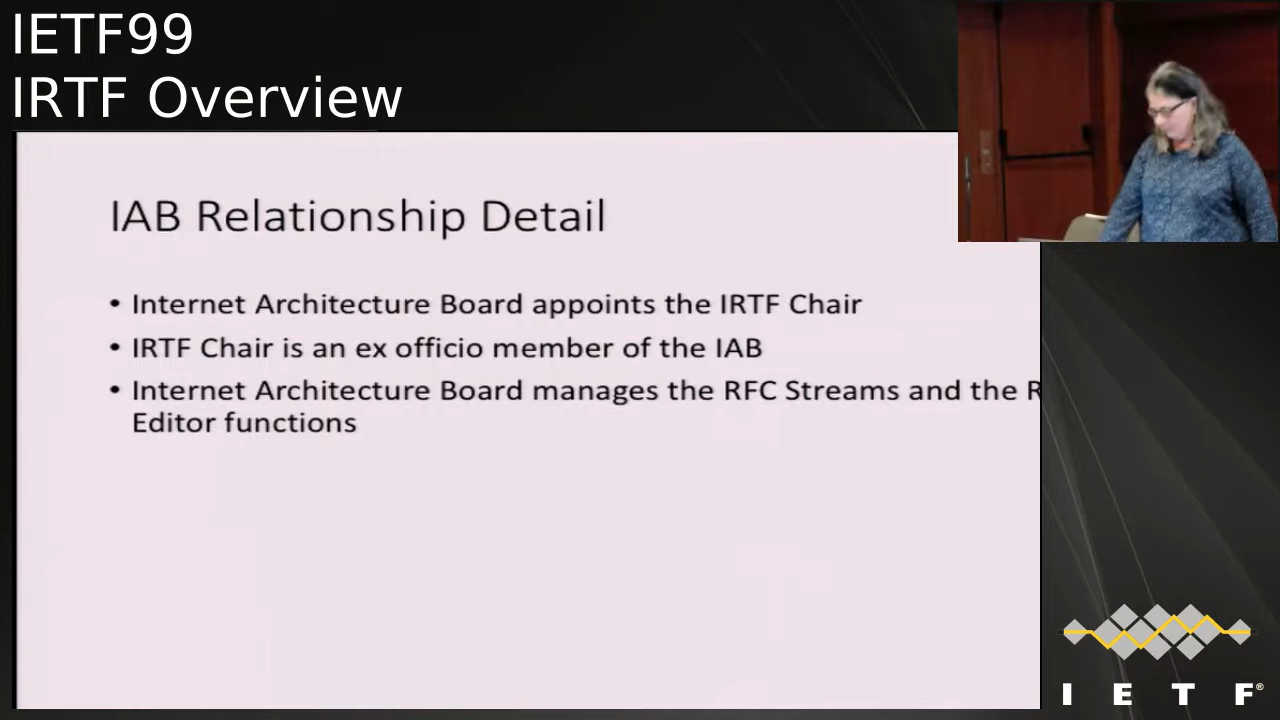 IETF99
IRTF Overview
IAB Relationship Detail
• Internet Architecture Board appoints the IRTF Chair
• IRTF Chair is an ex officio member of the IAB
• Internet Architecture Board manages the RFC Streams and the R
Editor functions
I E T F®